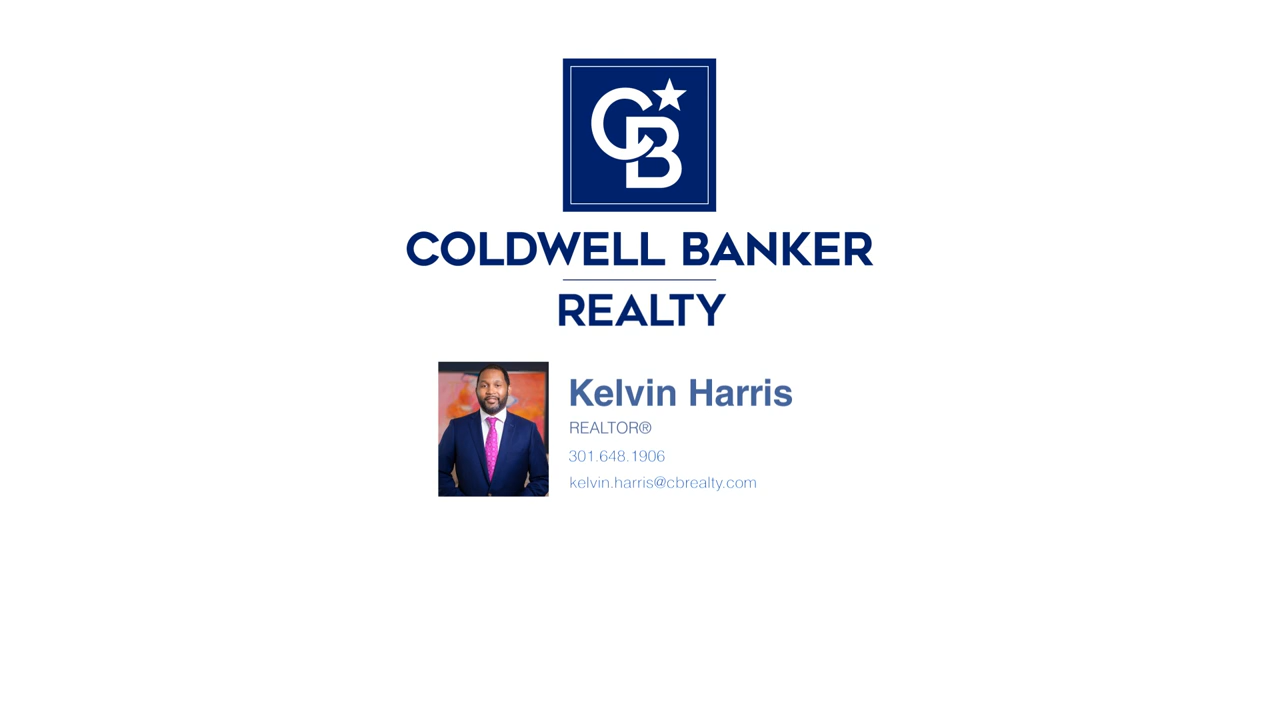 CB
COLDWELL BANKER
REALTY
Kelvin Harris
REALTOR®
301.648.1906
kelvin.harris@cbrealty.com